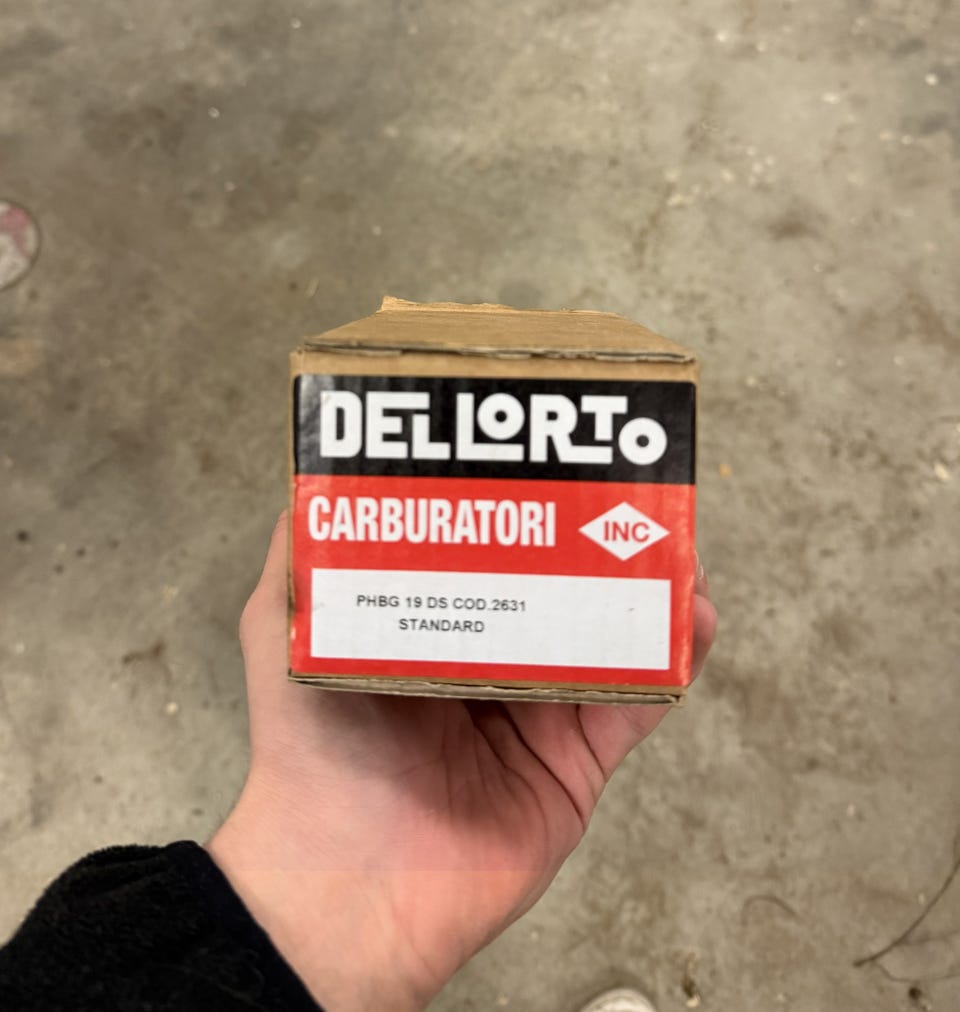 DELLORTO
CARBURATORI
INC
PHBG 19 DS COD.2631
STANDARD